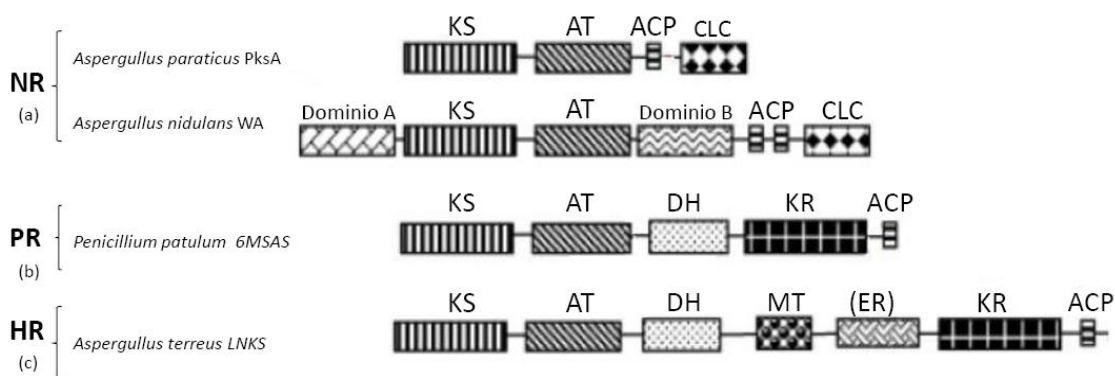 KS AT ACP CLC
Aspergullus paraticus PksA
NR
(a)
Dominio A KS AT Dominio B ACP CLC
Aspergullus nidulans WA
KS AT DH KR ACP
PR
(b)
Penicillium patulum 6MSAS
KS AT DH MT (ER) KR ACP
HR
(c)
Aspergullus terreus LNKS